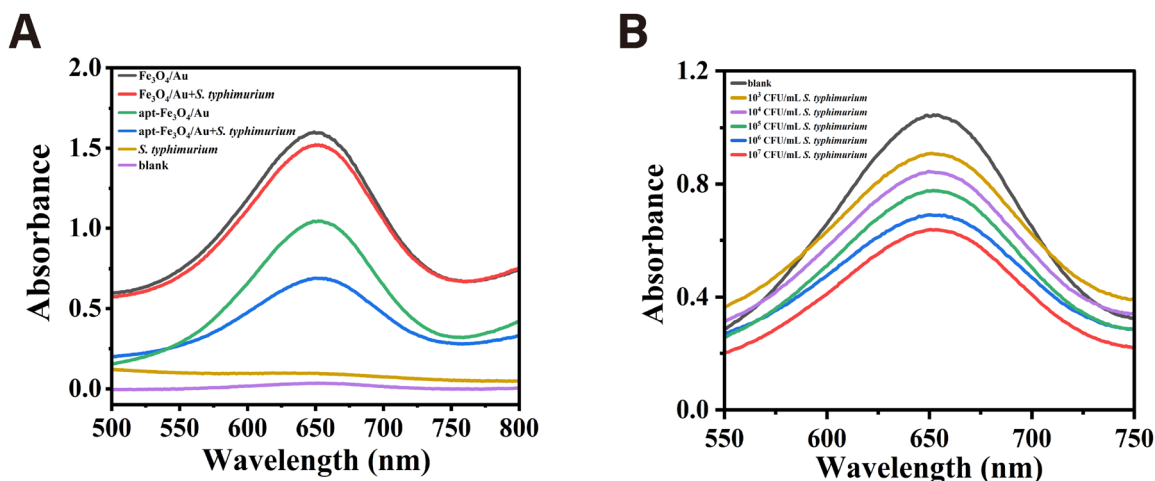 A
Absorbance
2.0
1.5
1.0
0.5
0.0
Fe₃O₄/Au
Fe₃O₄/Au+S. typhimurium
apt-Fe₃O₄/Au
apt-Fe₃O₄/Au+S. typhimurium
S. typhimurium
blank
500 550 600 650 700 750 800
Wavelength (nm)
B
Absorbance
1.2
0.8
0.4
0.0
blank
10³ CFU/mL S. typhimurium
10⁴ CFU/mL S. typhimurium
10⁵ CFU/mL S. typhimurium
10⁶ CFU/mL S. typhimurium
10⁷ CFU/mL S. typhimurium
550 600 650 700 750
Wavelength (nm)